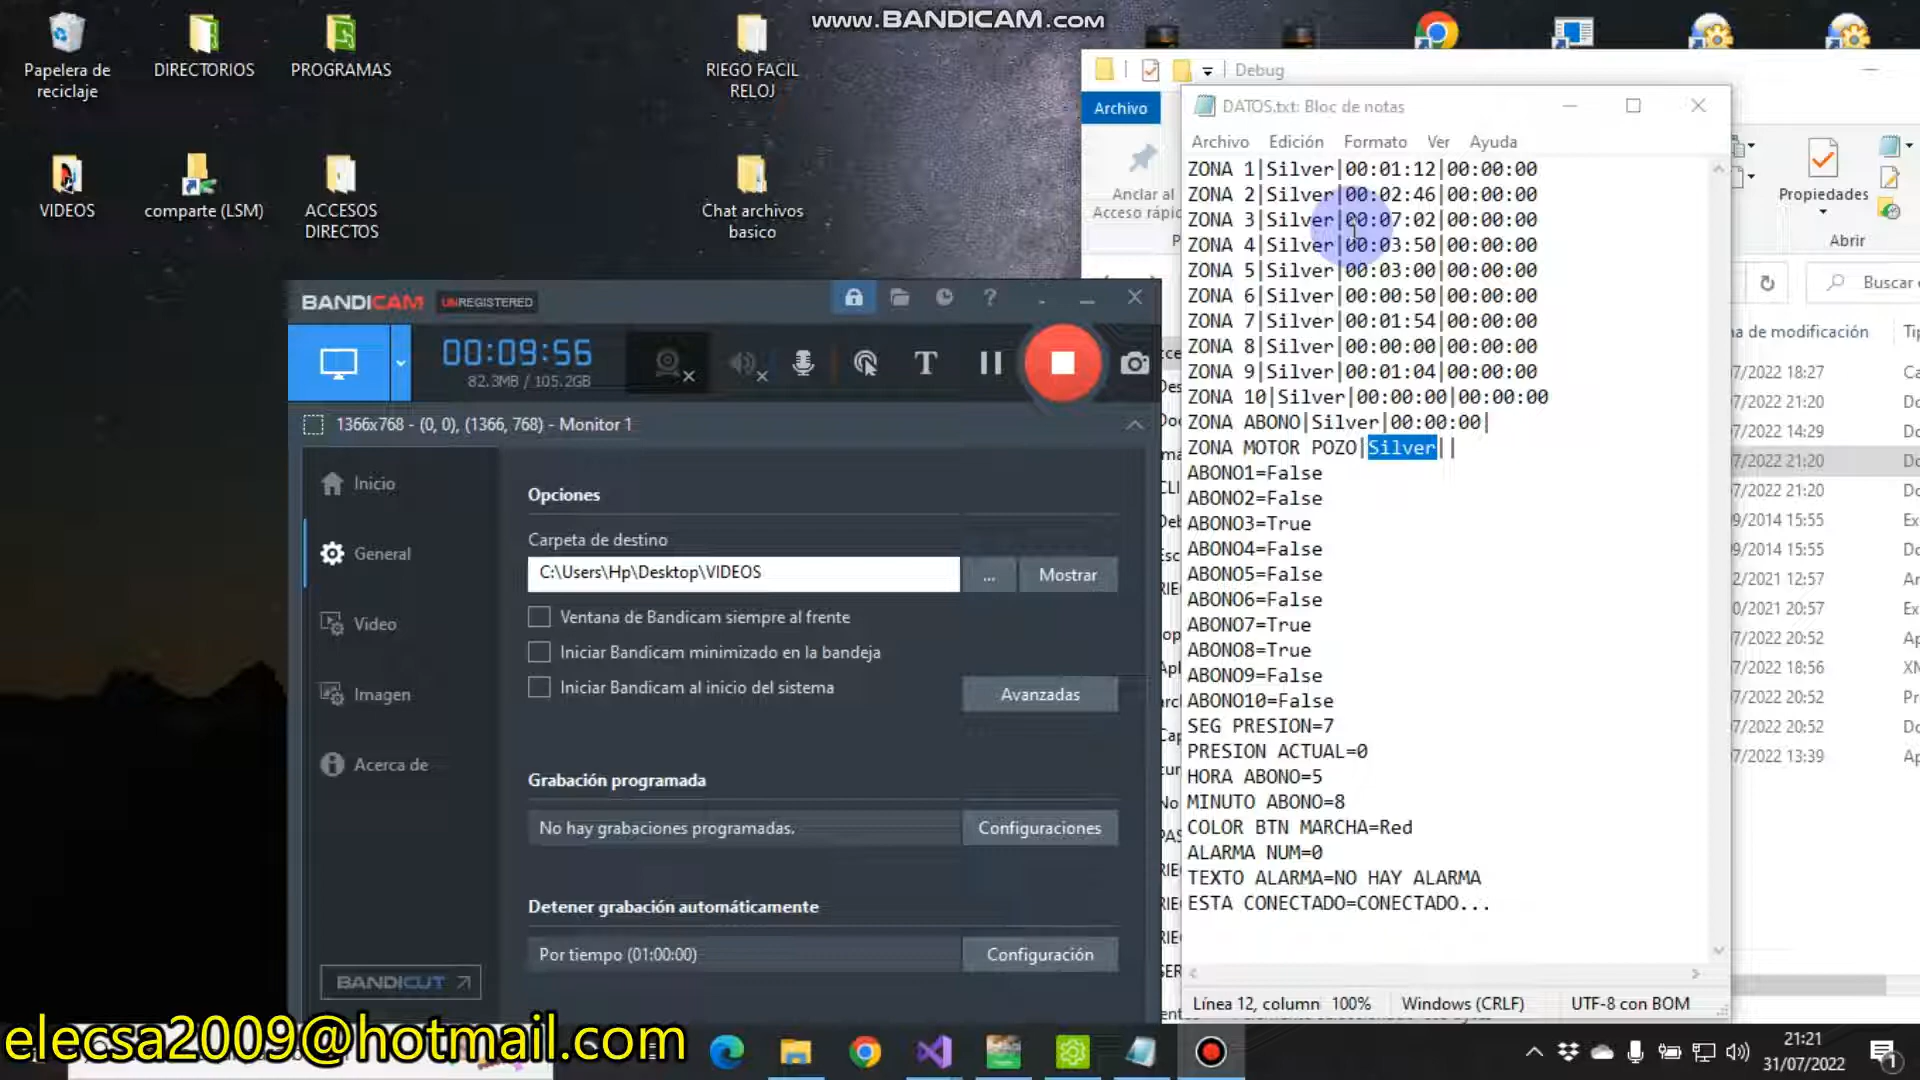 www.BANDICAM.com
Papelera de reciclaje
DIRECTORIOS
PROGRAMAS
RIEGO FACIL RELOJ
VIDEOS
comparte (LSM)
ACCESOS DIRECTOS
Chat archivos basico
Debug
Archivo
Anclar al
Acceso rápi
Propiedades
Abrir
Buscar
DATOS.txt: Bloc de notas
Archivo Edición Formato Ver Ayuda
ZONA 1|Silver|00:01:12|00:00:00
ZONA 2|Silver|00:02:46|00:00:00
ZONA 3|Silver|00:07:02|00:00:00
ZONA 4|Silver|00:03:50|00:00:00
ZONA 5|Silver|00:03:00|00:00:00
ZONA 6|Silver|00:00:50|00:00:00
ZONA 7|Silver|00:01:54|00:00:00
ZONA 8|Silver|00:00:00|00:00:00
ZONA 9|Silver|00:01:04|00:00:00
ZONA 10|Silver|00:00:00|00:00:00
ZONA ABONO|Silver|00:00:00|
ZONA MOTOR POZO|Silver||
ABONO1=False
ABONO2=False
ABONO3=True
ABONO4=False
ABONO5=False
ABONO6=False
ABONO7=True
ABONO8=True
ABONO9=False
ABONO10=False
SEG PRESION=7
PRESION ACTUAL=0
HORA ABONO=5
MINUTO ABONO=8
COLOR BTN MARCHA=Red
ALARMA NUM=0
TEXTO ALARMA=NO HAY ALARMA
ESTA CONECTADO=CONECTADO...
Línea 12, column 100% Windows (CRLF) UTF-8 con BOM
a de modificación
7/2022 18:27
7/2022 21:20
7/2022 14:29
7/2022 21:20
7/2022 21:20
9/2014 15:55
9/2014 15:55
2/2021 12:57
0/2021 20:57
7/2022 20:52
7/2022 18:56
7/2022 20:52
7/2022 20:52
7/2022 13:39
BANDICAM UNREGISTERED
00:09:56
82.3MB / 105.2GB
1366x768 - (0, 0), (1366, 768) - Monitor 1
Inicio
General
Video
Imagen
Acerca de
BANDICUT
Opciones
Carpeta de destino
C:\Users\Hp\Desktop\VIDEOS
... Mostrar
Ventana de Bandicam siempre al frente
Iniciar Bandicam minimizado en la bandeja
Iniciar Bandicam al inicio del sistema
Avanzadas
Grabación programada
No hay grabaciones programadas.
Configuraciones
Detener grabación automáticamente
Por tiempo (01:00:00)
Configuración
elecsa2009@hotmail.com
21:21
31/07/2022
1